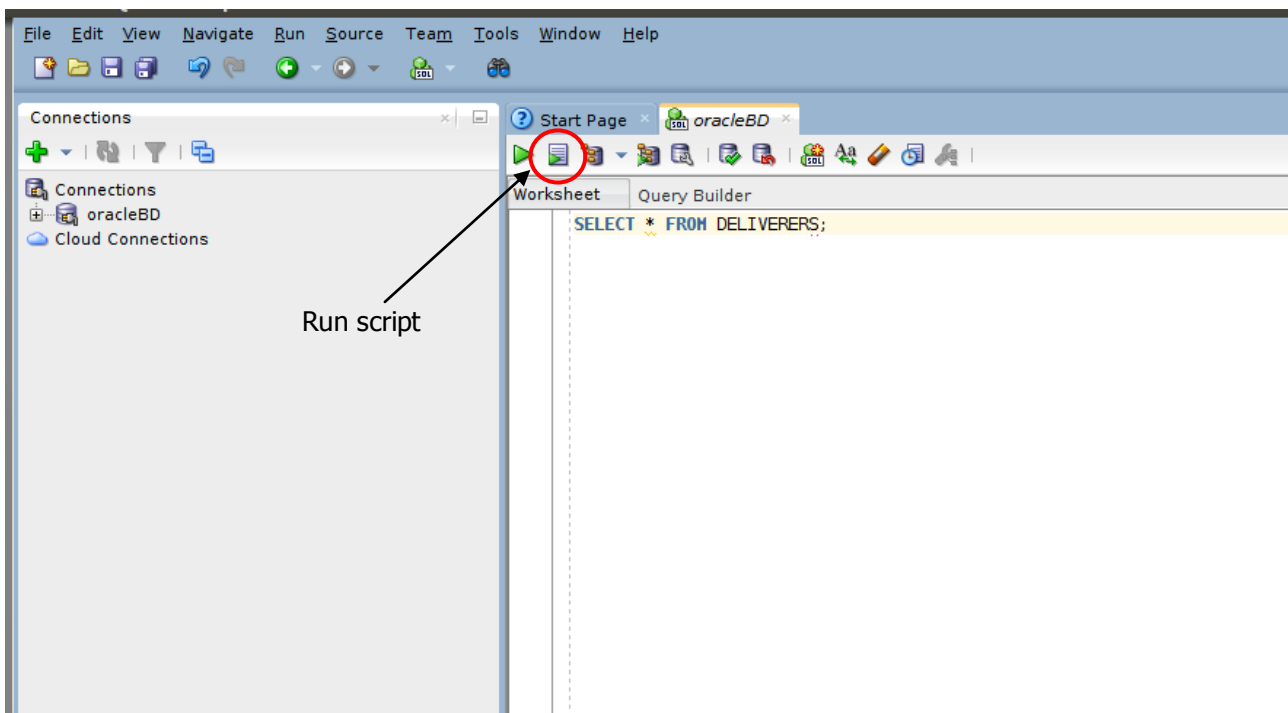 File Edit View Navigate Run Source Team Tools Window Help
Connections
Start Page
oracleBD
Connections
oracleBD
Cloud Connections
Worksheet Query Builder
SELECT * FROM DELIVERERS;
Run script